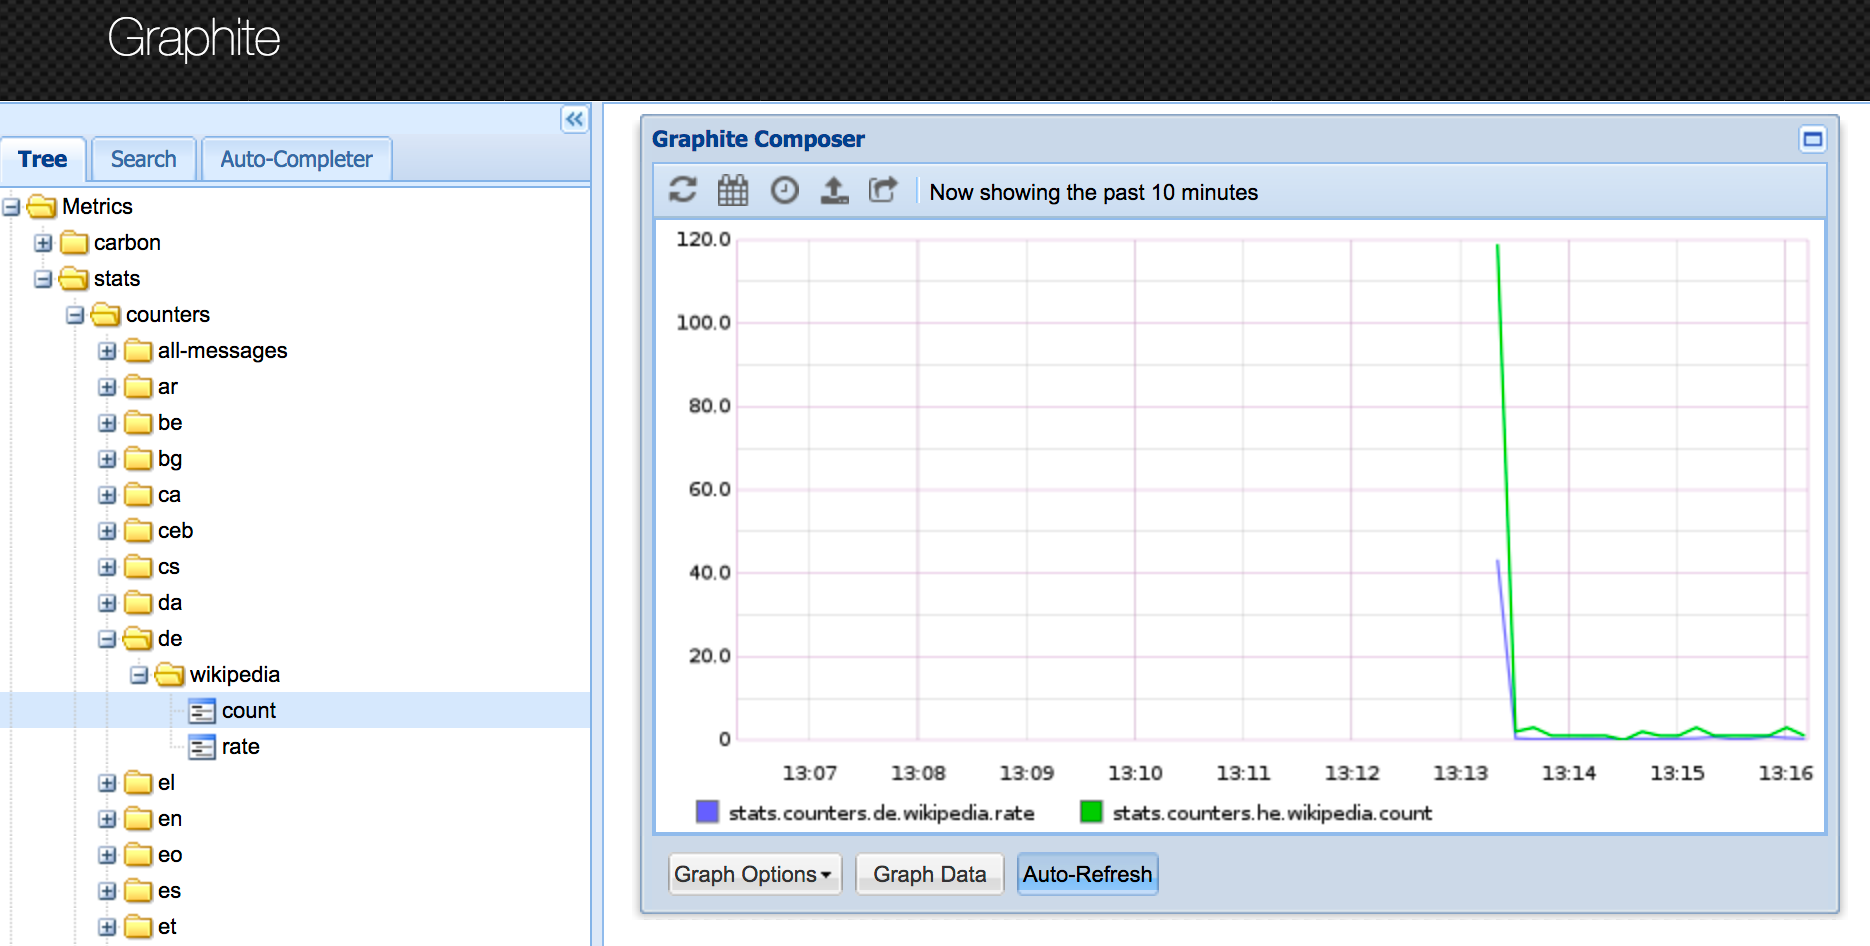 Graphite
Tree Search Auto-Completer
Metrics
carbon
stats
counters
all-messages
ar
be
bg
ca
ceb
cs
da
de
wikipedia
count
rate
el
en
eo
es
et
Graphite Composer
Now showing the past 10 minutes
120.0
100.0
80.0
60.0
40.0
20.0
0
13:07 13:08 13:09 13:10 13:11 13:12 13:13 13:14 13:15 13:16
stats.counters.de.wikipedia.rate stats.counters.he.wikipedia.count
Graph Options Graph Data Auto-Refresh